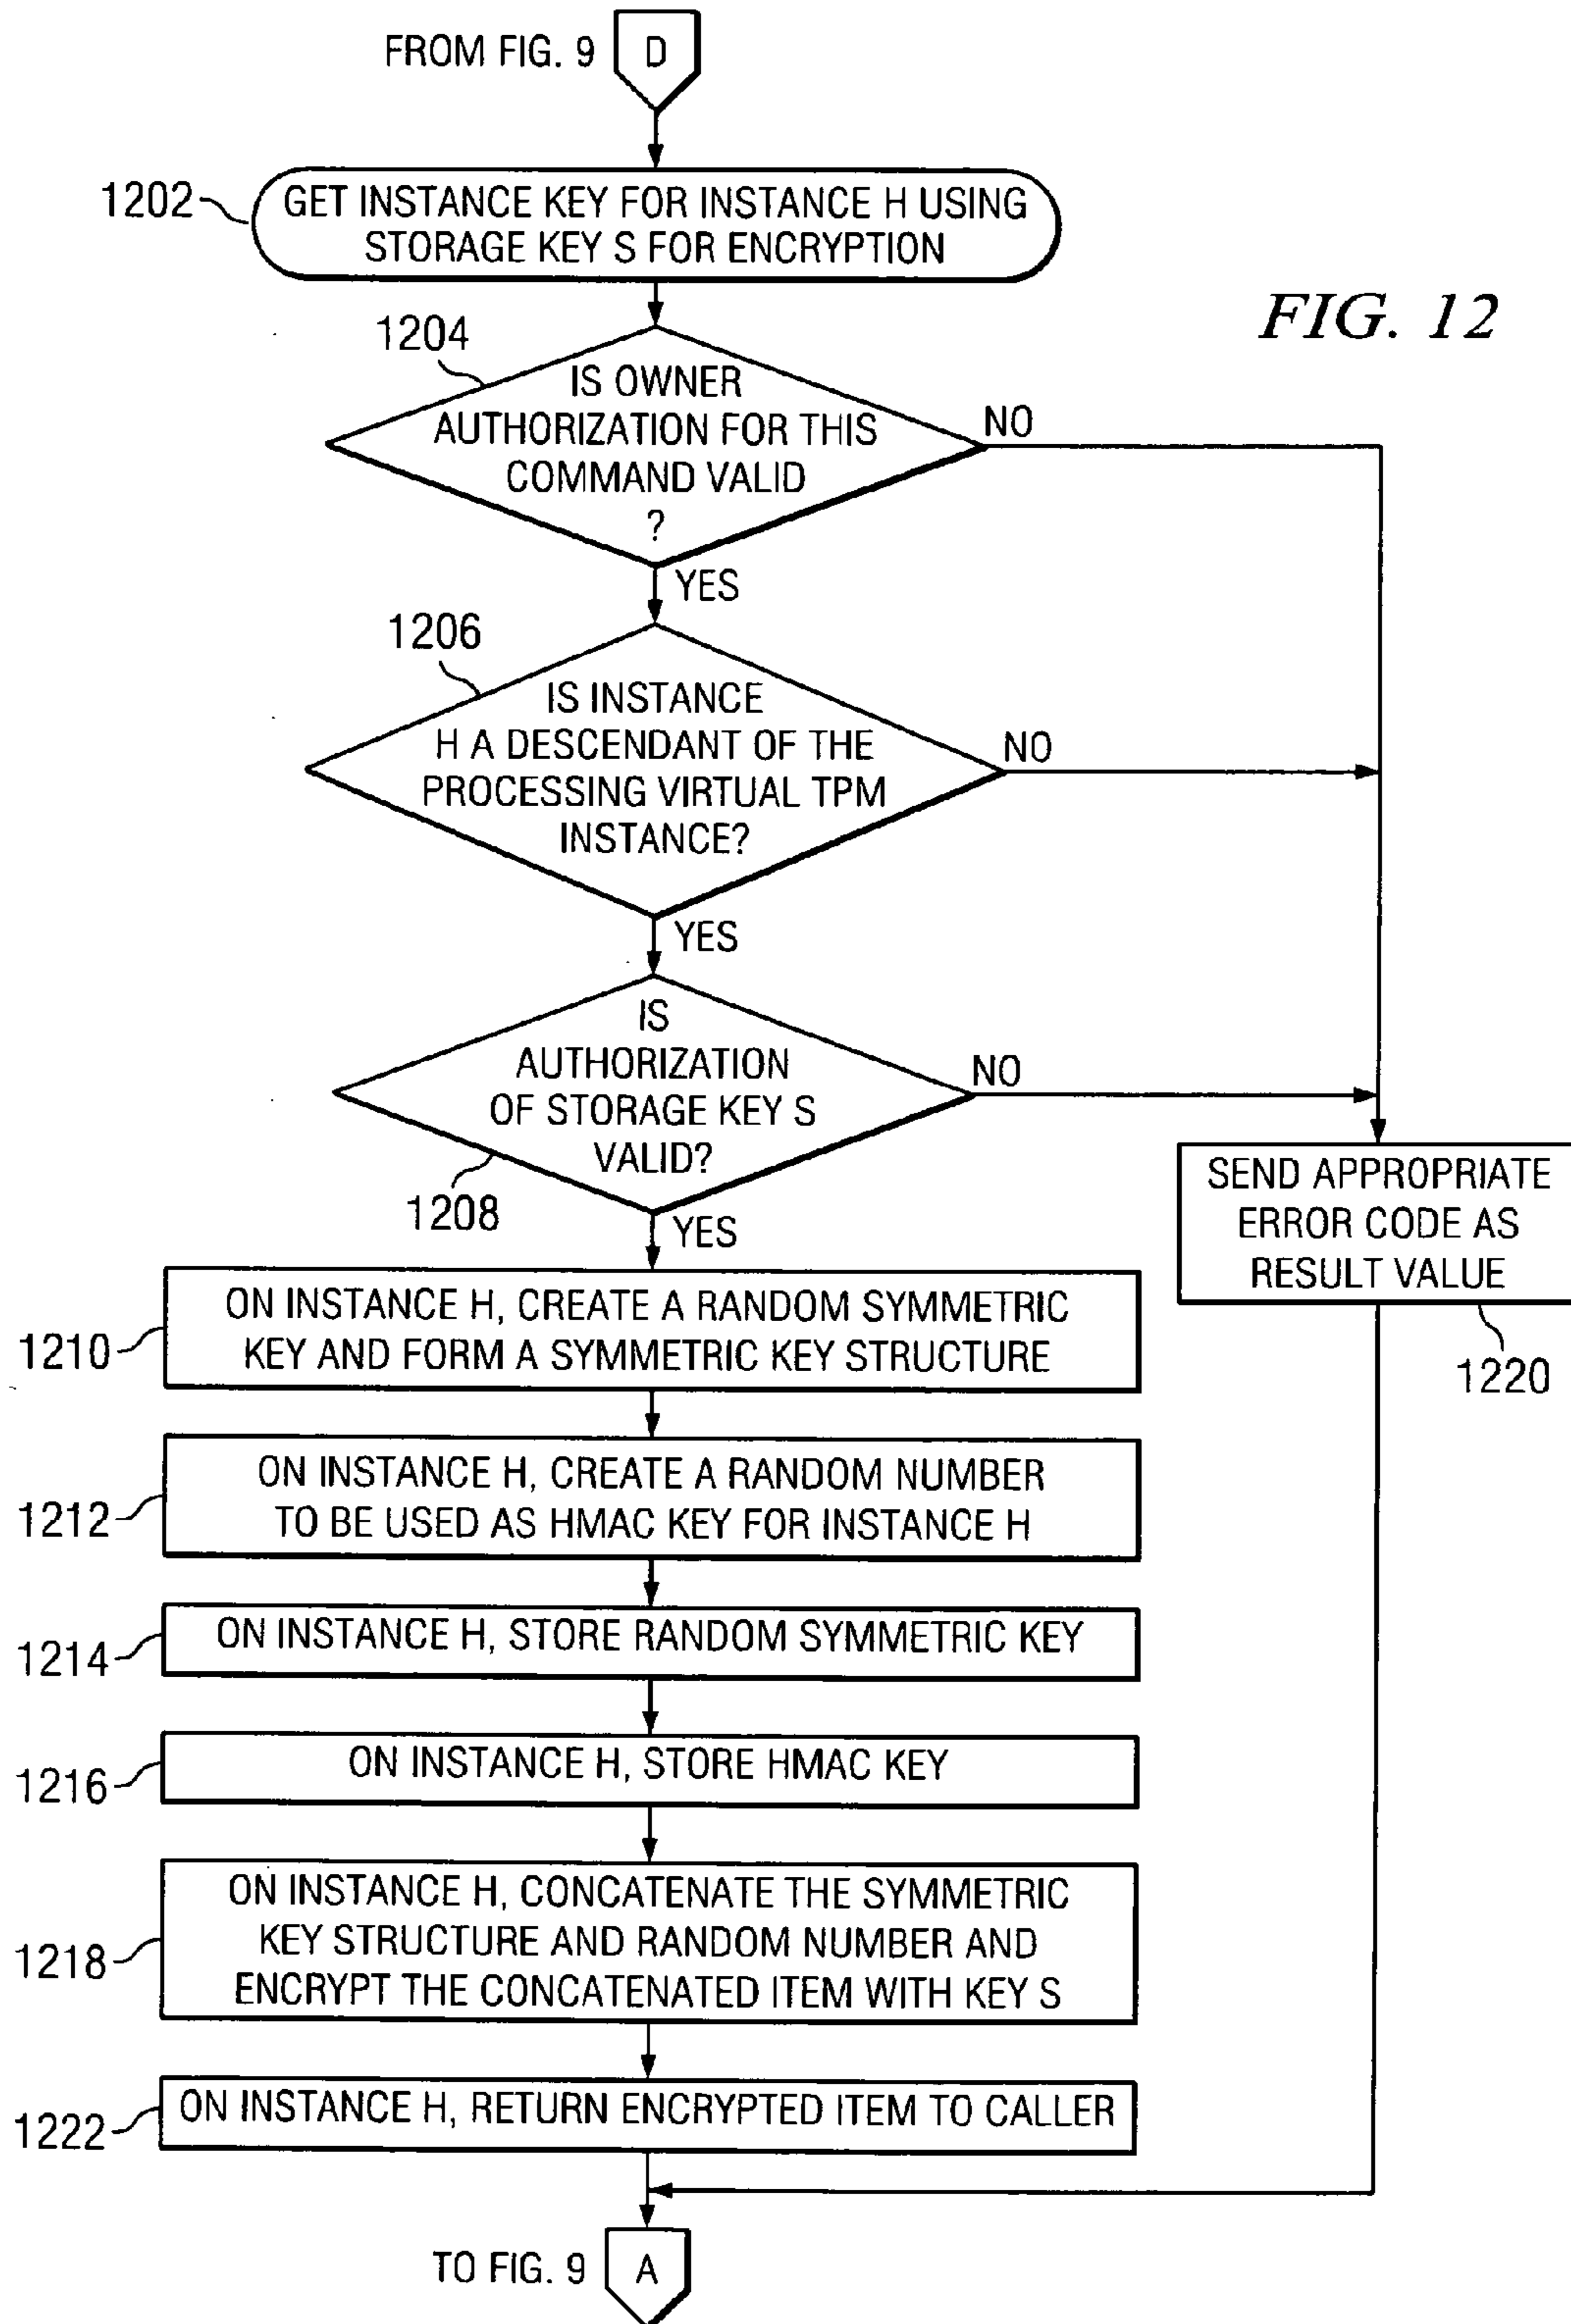 FROM FIG. 9
D
1202
GET INSTANCE KEY FOR INSTANCE H USING
STORAGE KEY S FOR ENCRYPTION
FIG. 12
1204
IS OWNER
AUTHORIZATION FOR THIS
COMMAND VALID
?
NO
YES
1206
IS INSTANCE
H A DESCENDANT OF THE
PROCESSING VIRTUAL TPM
INSTANCE?
NO
YES
IS
AUTHORIZATION
OF STORAGE KEY S
VALID?
NO
1208
YES
SEND APPROPRIATE
ERROR CODE AS
RESULT VALUE
1220
1210
ON INSTANCE H, CREATE A RANDOM SYMMETRIC
KEY AND FORM A SYMMETRIC KEY STRUCTURE
1212
ON INSTANCE H, CREATE A RANDOM NUMBER
TO BE USED AS HMAC KEY FOR INSTANCE H
1214
ON INSTANCE H, STORE RANDOM SYMMETRIC KEY
1216
ON INSTANCE H, STORE HMAC KEY
1218
ON INSTANCE H, CONCATENATE THE SYMMETRIC
KEY STRUCTURE AND RANDOM NUMBER AND
ENCRYPT THE CONCATENATED ITEM WITH KEY S
1222
ON INSTANCE H, RETURN ENCRYPTED ITEM TO CALLER
TO FIG. 9
A